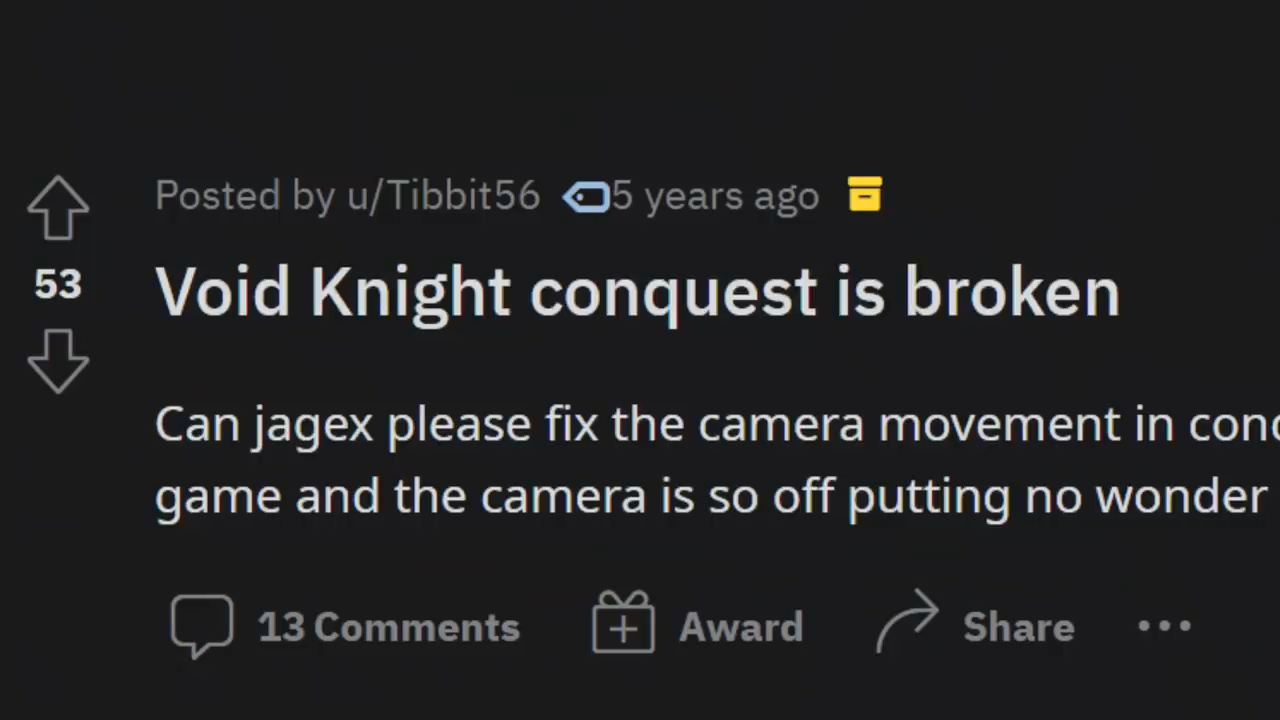 Posted by u/Tibbit56 5 years ago
53
Void Knight conquest is broken
Can jagex please fix the camera movement in conc
game and the camera is so off putting no wonder
13 Comments Award Share